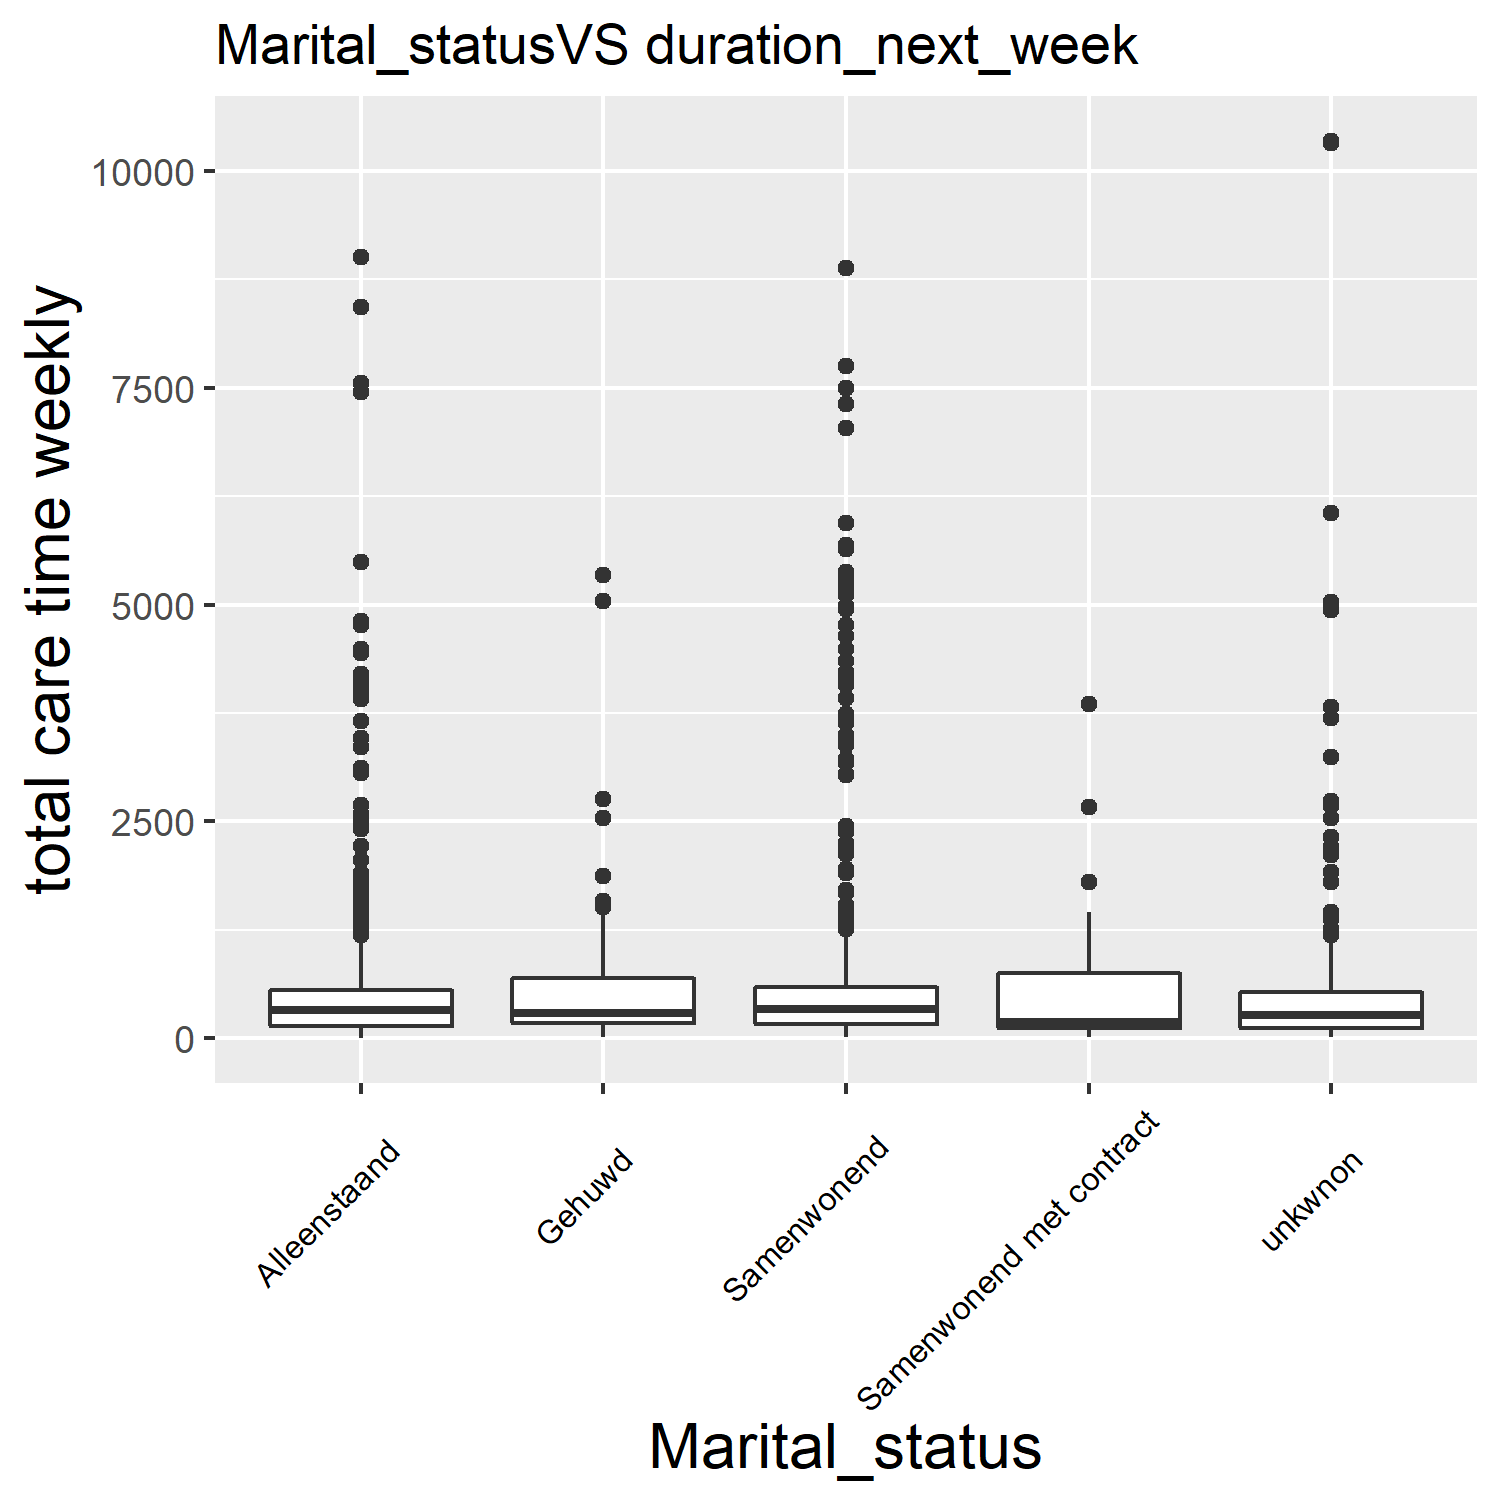 Marital_statusVS duration_next_week
total care time weekly
10000
7500
5000
2500
0
Alleenstaand
Gehuwd
Samenwonend
Samenwonend met contract
unkwnon
Marital_status